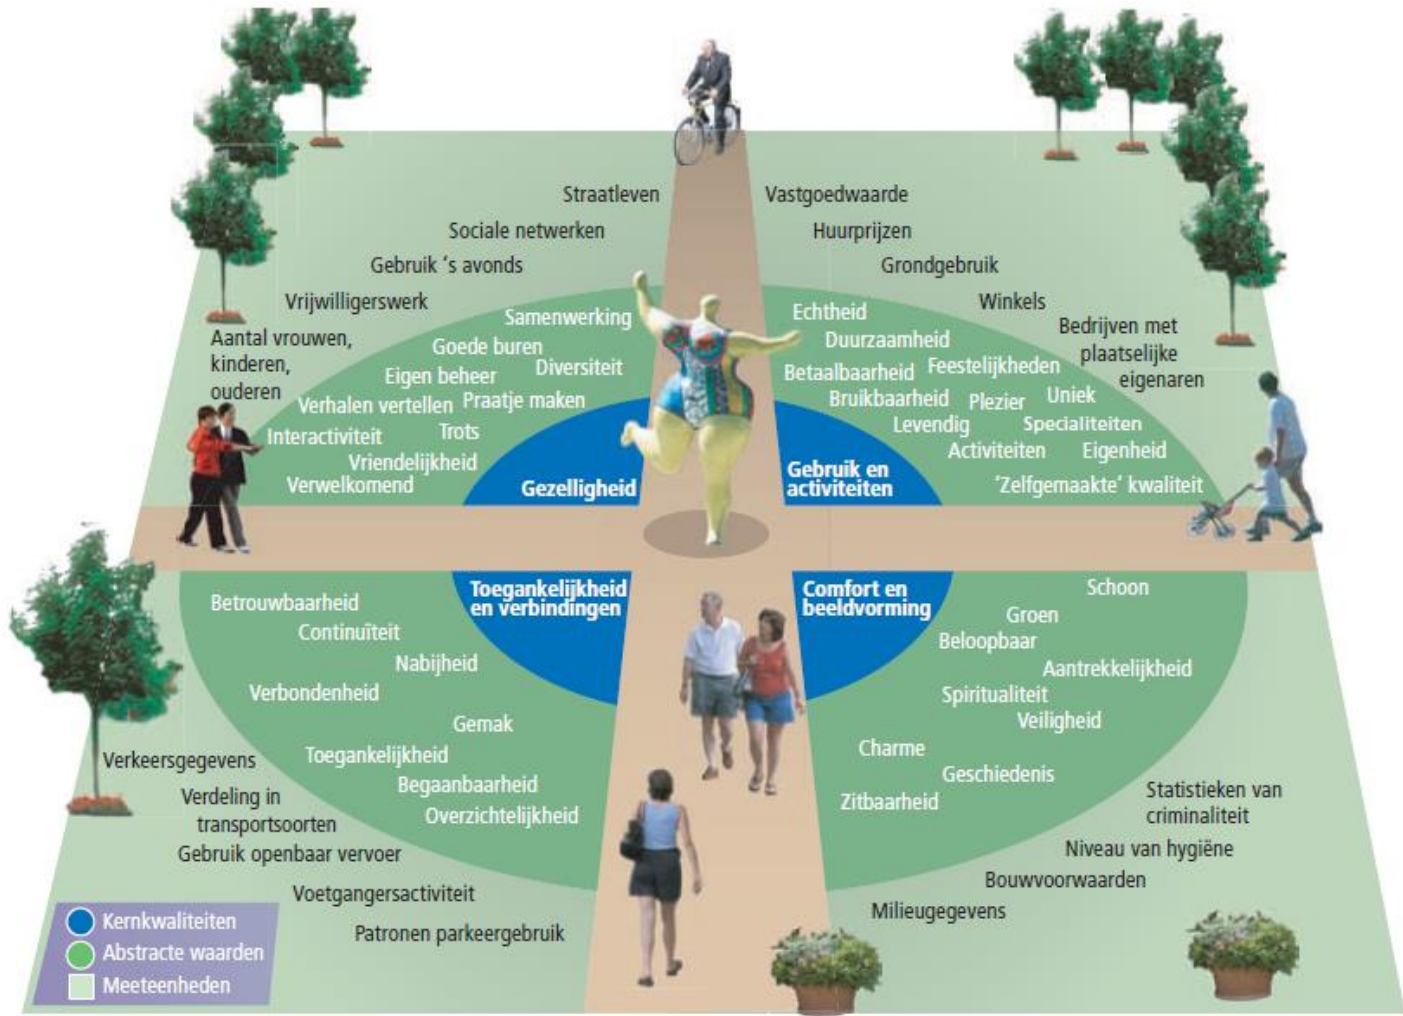 Straatleven
Sociale netwerken
Gebruik ‘s avonds
Vrijwilligerswerk
Aantal vrouwen,
kinderen,
ouderen
Samenwerking
Goede buren
Diversiteit
Eigen beheer
Verhalen vertellen
Praatje maken
Interactiviteit
Trots
Vriendelijkheid
Verwelkomend
Gezelligheid
Vastgoedwaarde
Huurprijzen
Grondgebruik
Winkels
Bedrijven met
plaatselijke
eigenaren
Echtheid
Duurzaamheid
Betaalbaarheid
Feestelijkheden
Bruikbaarheid
Plezier
Uniek
Levendig
Specialiteiten
Activiteiten
Eigenheid
‘Zelfgemaakte’ kwaliteit
Gebruik en
activiteiten
Toegankelijkheid
en verbindingen
Betrouwbaarheid
Continuïteit
Nabijheid
Verbondenheid
Gemak
Toegankelijkheid
Begaanbaarheid
Overzichtelijkheid
Verkeersgegevens
Verdeling in
transportsoorten
Gebruik openbaar vervoer
Voetgangersactiviteit
Patronen parkeergebruik
Comfort en
beeldvorming
Schoon
Groen
Beloopbaar
Aantrekkelijkheid
Spiritualiteit
Veiligheid
Charme
Geschiedenis
Zitbaarheid
Statistieken van
criminaliteit
Niveau van hygiëne
Bouwvoorwaarden
Milieugegevens
Kernkwaliteiten
Abstracte waarden
Meeteenheden